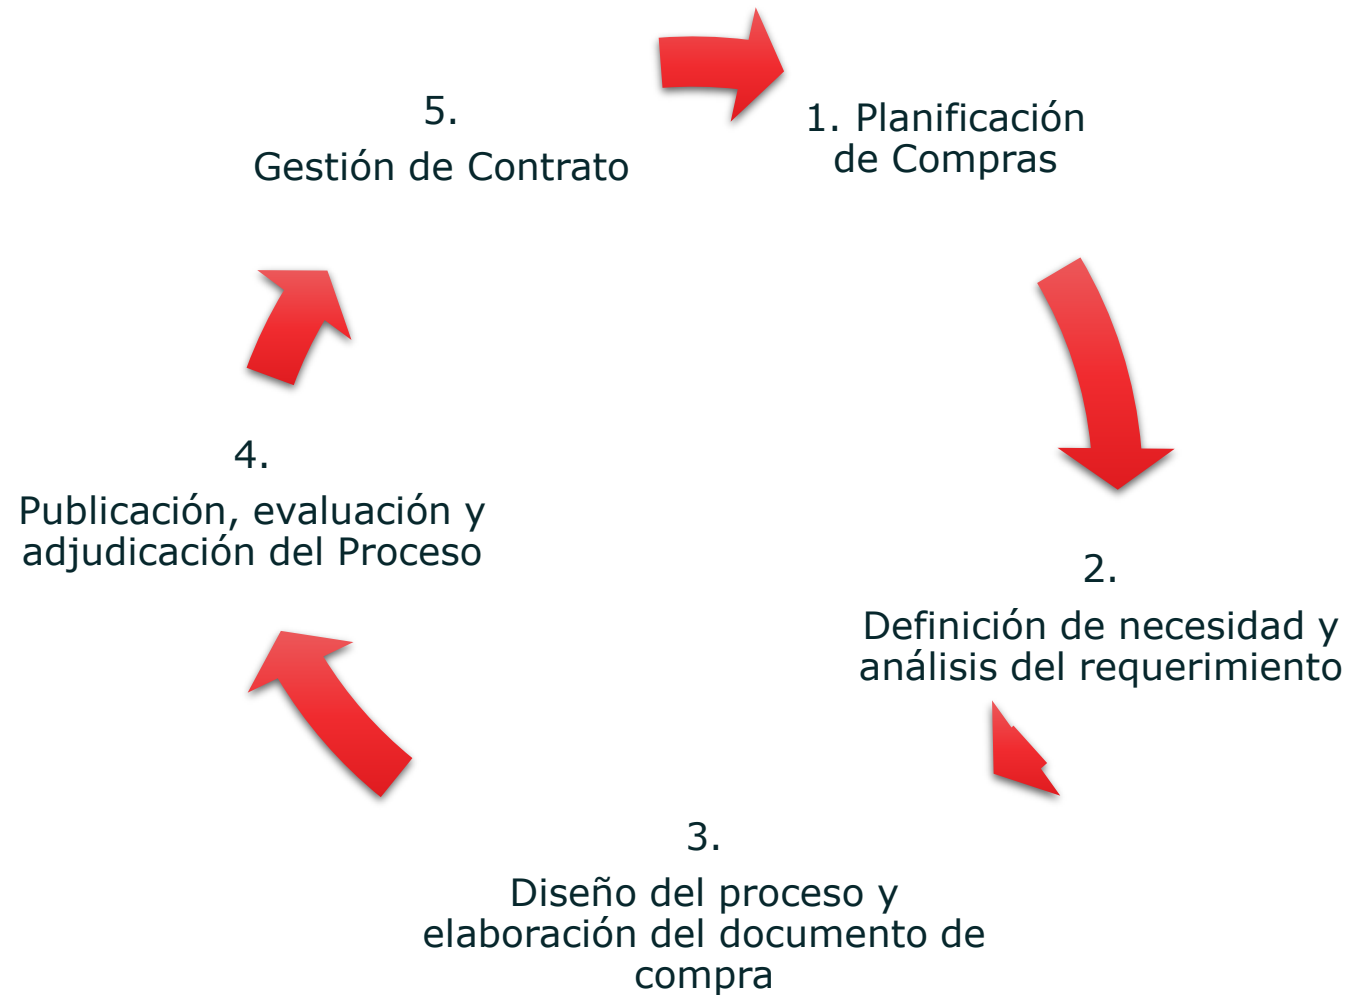 1. Planificación
de Compras
2.
Definición de necesidad y
análisis del requerimiento
3.
Diseño del proceso y
elaboración del documento de
compra
4.
Publicación, evaluación y
adjudicación del Proceso
5.
Gestión de Contrato